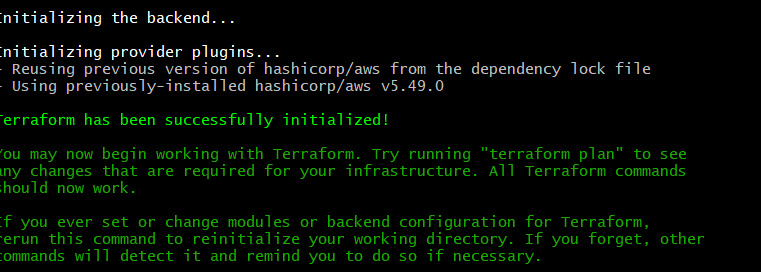 Initializing the backend...
Initializing provider plugins...
- Reusing previous version of hashicorp/aws from the dependency lock file
- Using previously-installed hashicorp/aws v5.49.0
Terraform has been successfully initialized!
You may now begin working with Terraform. Try running "terraform plan" to see
any changes that are required for your infrastructure. All Terraform commands
should now work.
If you ever set or change modules or backend configuration for Terraform,
rerun this command to reinitialize your working directory. If you forget, other
commands will detect it and remind you to do so if necessary.